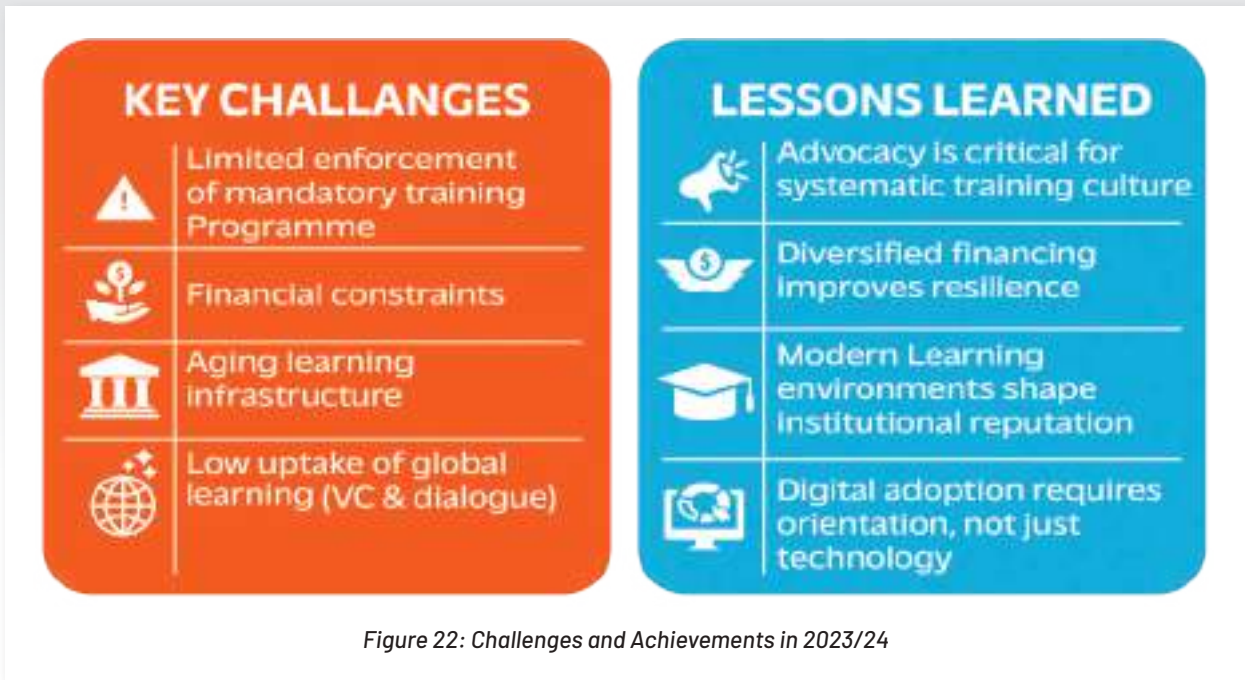 KEY CHALLANGES
Limited enforcement
of mandatory training
Programme
Financial constraints
Aging learning
infrastructure
Low uptake of global
learning (VC & dialogue)
LESSONS LEARNED
Advocacy is critical for
systematic training culture
Diversified financing
improves resilience
Modern Learning
environments shape
institutional reputation
Digital adoption requires
orientation, not just
technology
Figure 22: Challenges and Achievements in 2023/24